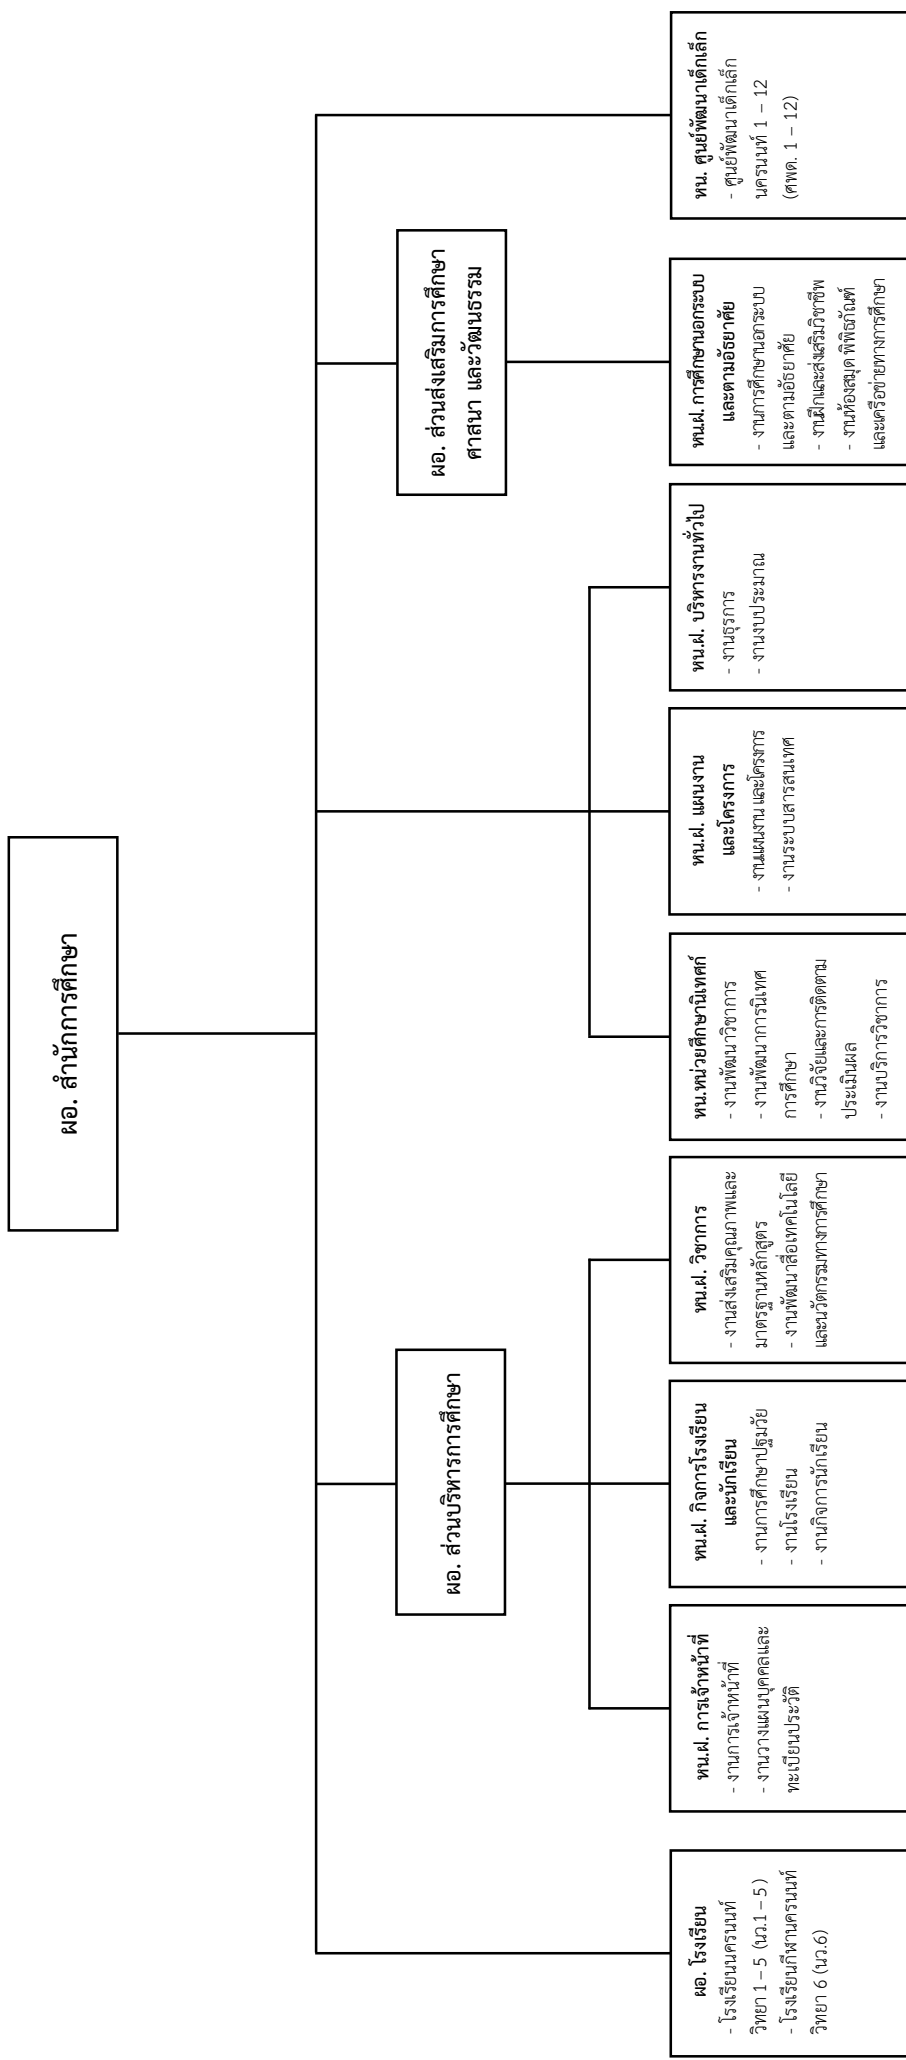 ผอ. สำนักการศึกษา
ผอ. ส่วนบริหารการศึกษา
ผอ. ส่วนส่งเสริมการศึกษา
ศาสนา และวัฒนธรรม
ผอ. โรงเรียน
- โรงเรียนนครนนท์
วิทยา 1 – 5 (นว.1 – 5 )
- โรงเรียนกีฬานครนนท์
วิทยา 6 (นว.6)
หน.ฝ. การเจ้าหน้าที่
- งานการเจ้าหน้าที่
- งานวางแผนบุคคลและ
ทะเบียนประวัติ
หน.ฝ. กิจการโรงเรียน
และนักเรียน
- งานการศึกษาปฐมวัย
- งานโรงเรียน
- งานกิจการนักเรียน
หน.ฝ. วิชาการ
- งานส่งเสริมคุณภาพและ
มาตรฐานหลักสูตร
- งานพัฒนาสื่อเทคโนโลยี
และนวัตกรรมทางการศึกษา
หน.หน่วยศึกษานิเทศก์
- งานพัฒนาวิชาการ
- งานพัฒนาการนิเทศ
การศึกษา
- งานวิจัยและการติดตาม
ประเมินผล
- งานบริการวิชาการ
หน.ฝ. แผนงาน
และโครงการ
- งานแผนงาน และโครงการ
- งานระบบสารสนเทศ
หน.ฝ. บริหารงานทั่วไป
- งานธุรการ
- งานงบประมาณ
หน.ฝ. การศึกษานอกระบบ
และตามอัธยาศัย
- งานการศึกษานอกระบบ
และตามอัธยาศัย
- งานฝึกและส่งเสริมวิชาชีพ
- งานห้องสมุด พิพิธภัณฑ์
และเครือข่ายทางการศึกษา
หน. ศูนย์พัฒนาเด็กเล็ก
- ศูนย์พัฒนาเด็กเล็ก
นครนนท์ 1 – 12
(ศพด. 1 – 12)